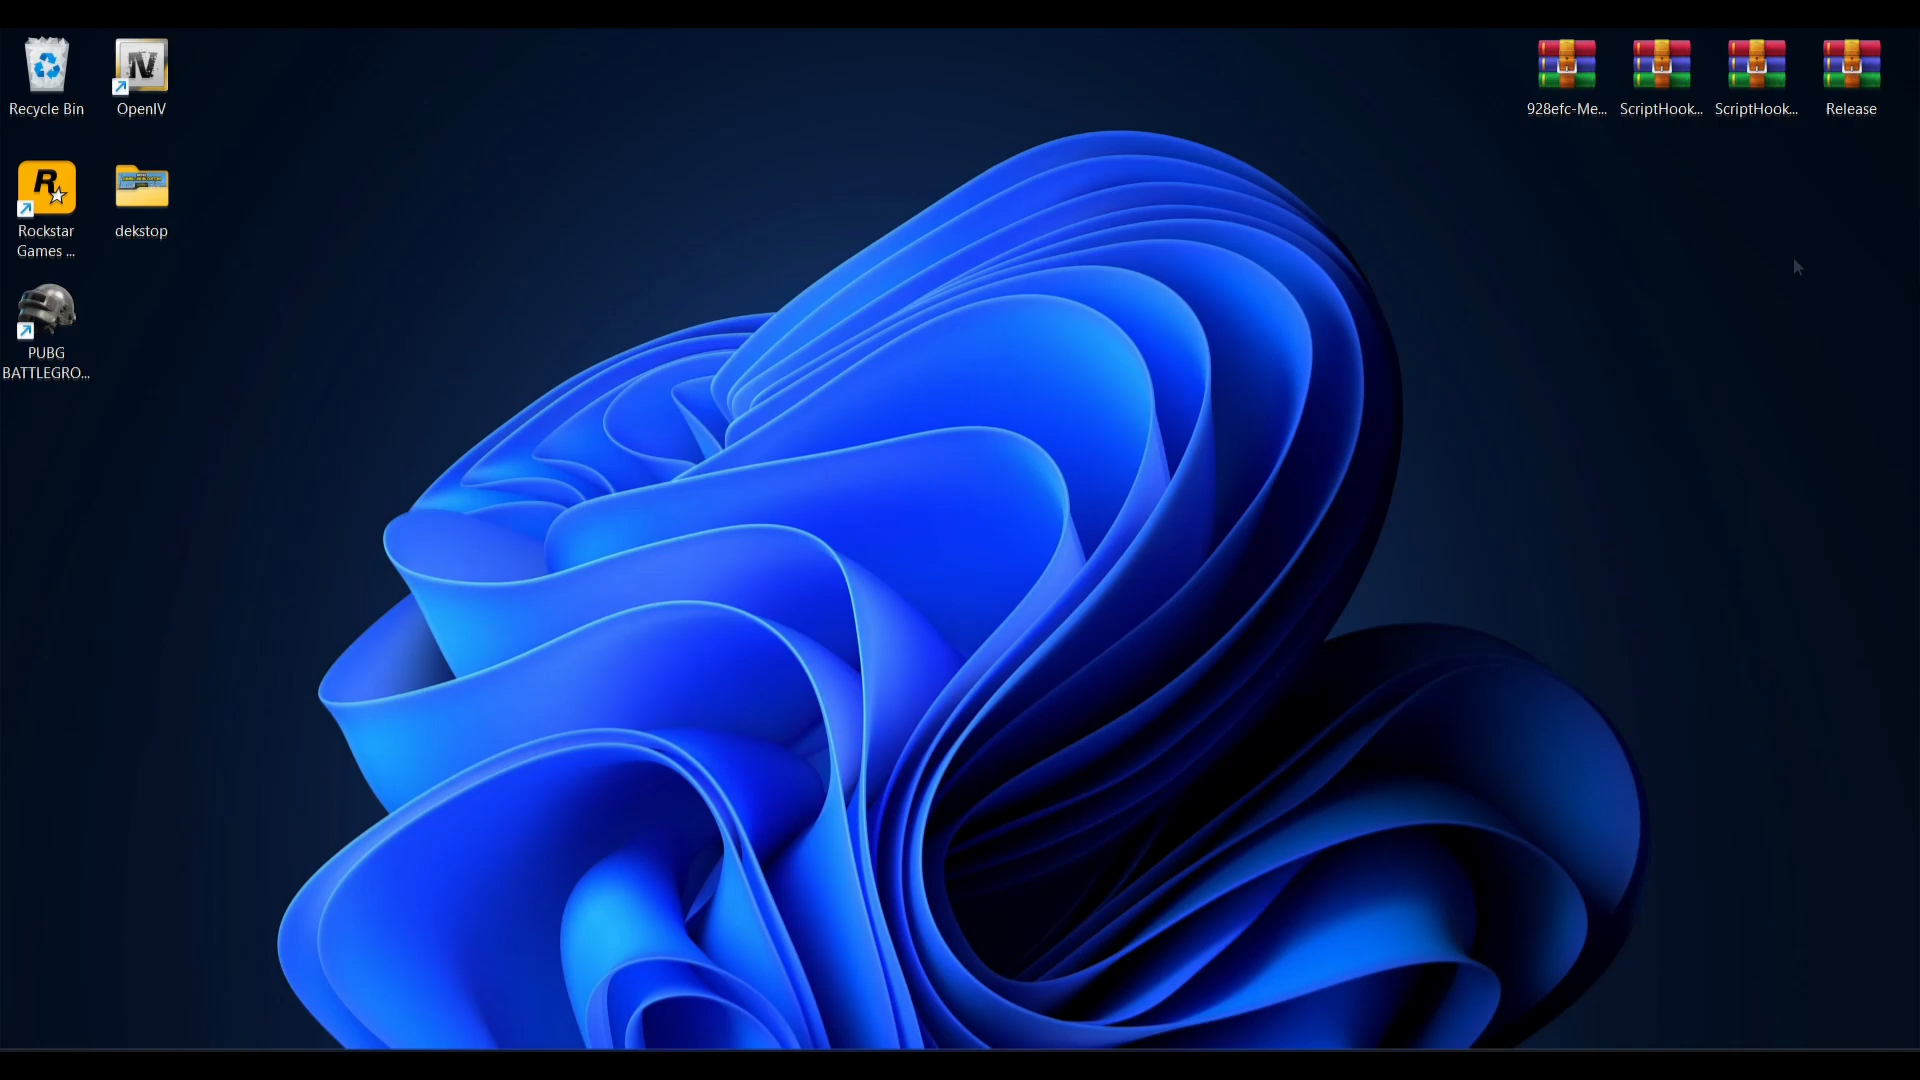 Recycle Bin
OpenIV
928efc-Me...
ScriptHook...
ScriptHook...
Release
Rockstar
Games ...
dekstop
PUBG
BATTLEGRO...